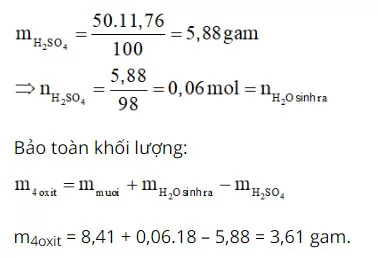 m_{H_2SO_4} = \frac{50.11,76}{100} = 5,88 gam
⇒ n_{H_2SO_4} = \frac{5,88}{98} = 0,06 mol = n_{H_2O sinh ra}
Bảo toàn khối lượng:
m_{4 oxit} = m_{muoi} + m_{H_2O sinh ra} − m_{H_2SO_4}
m_{4oxit} = 8,41 + 0,06.18 – 5,88 = 3,61 gam.